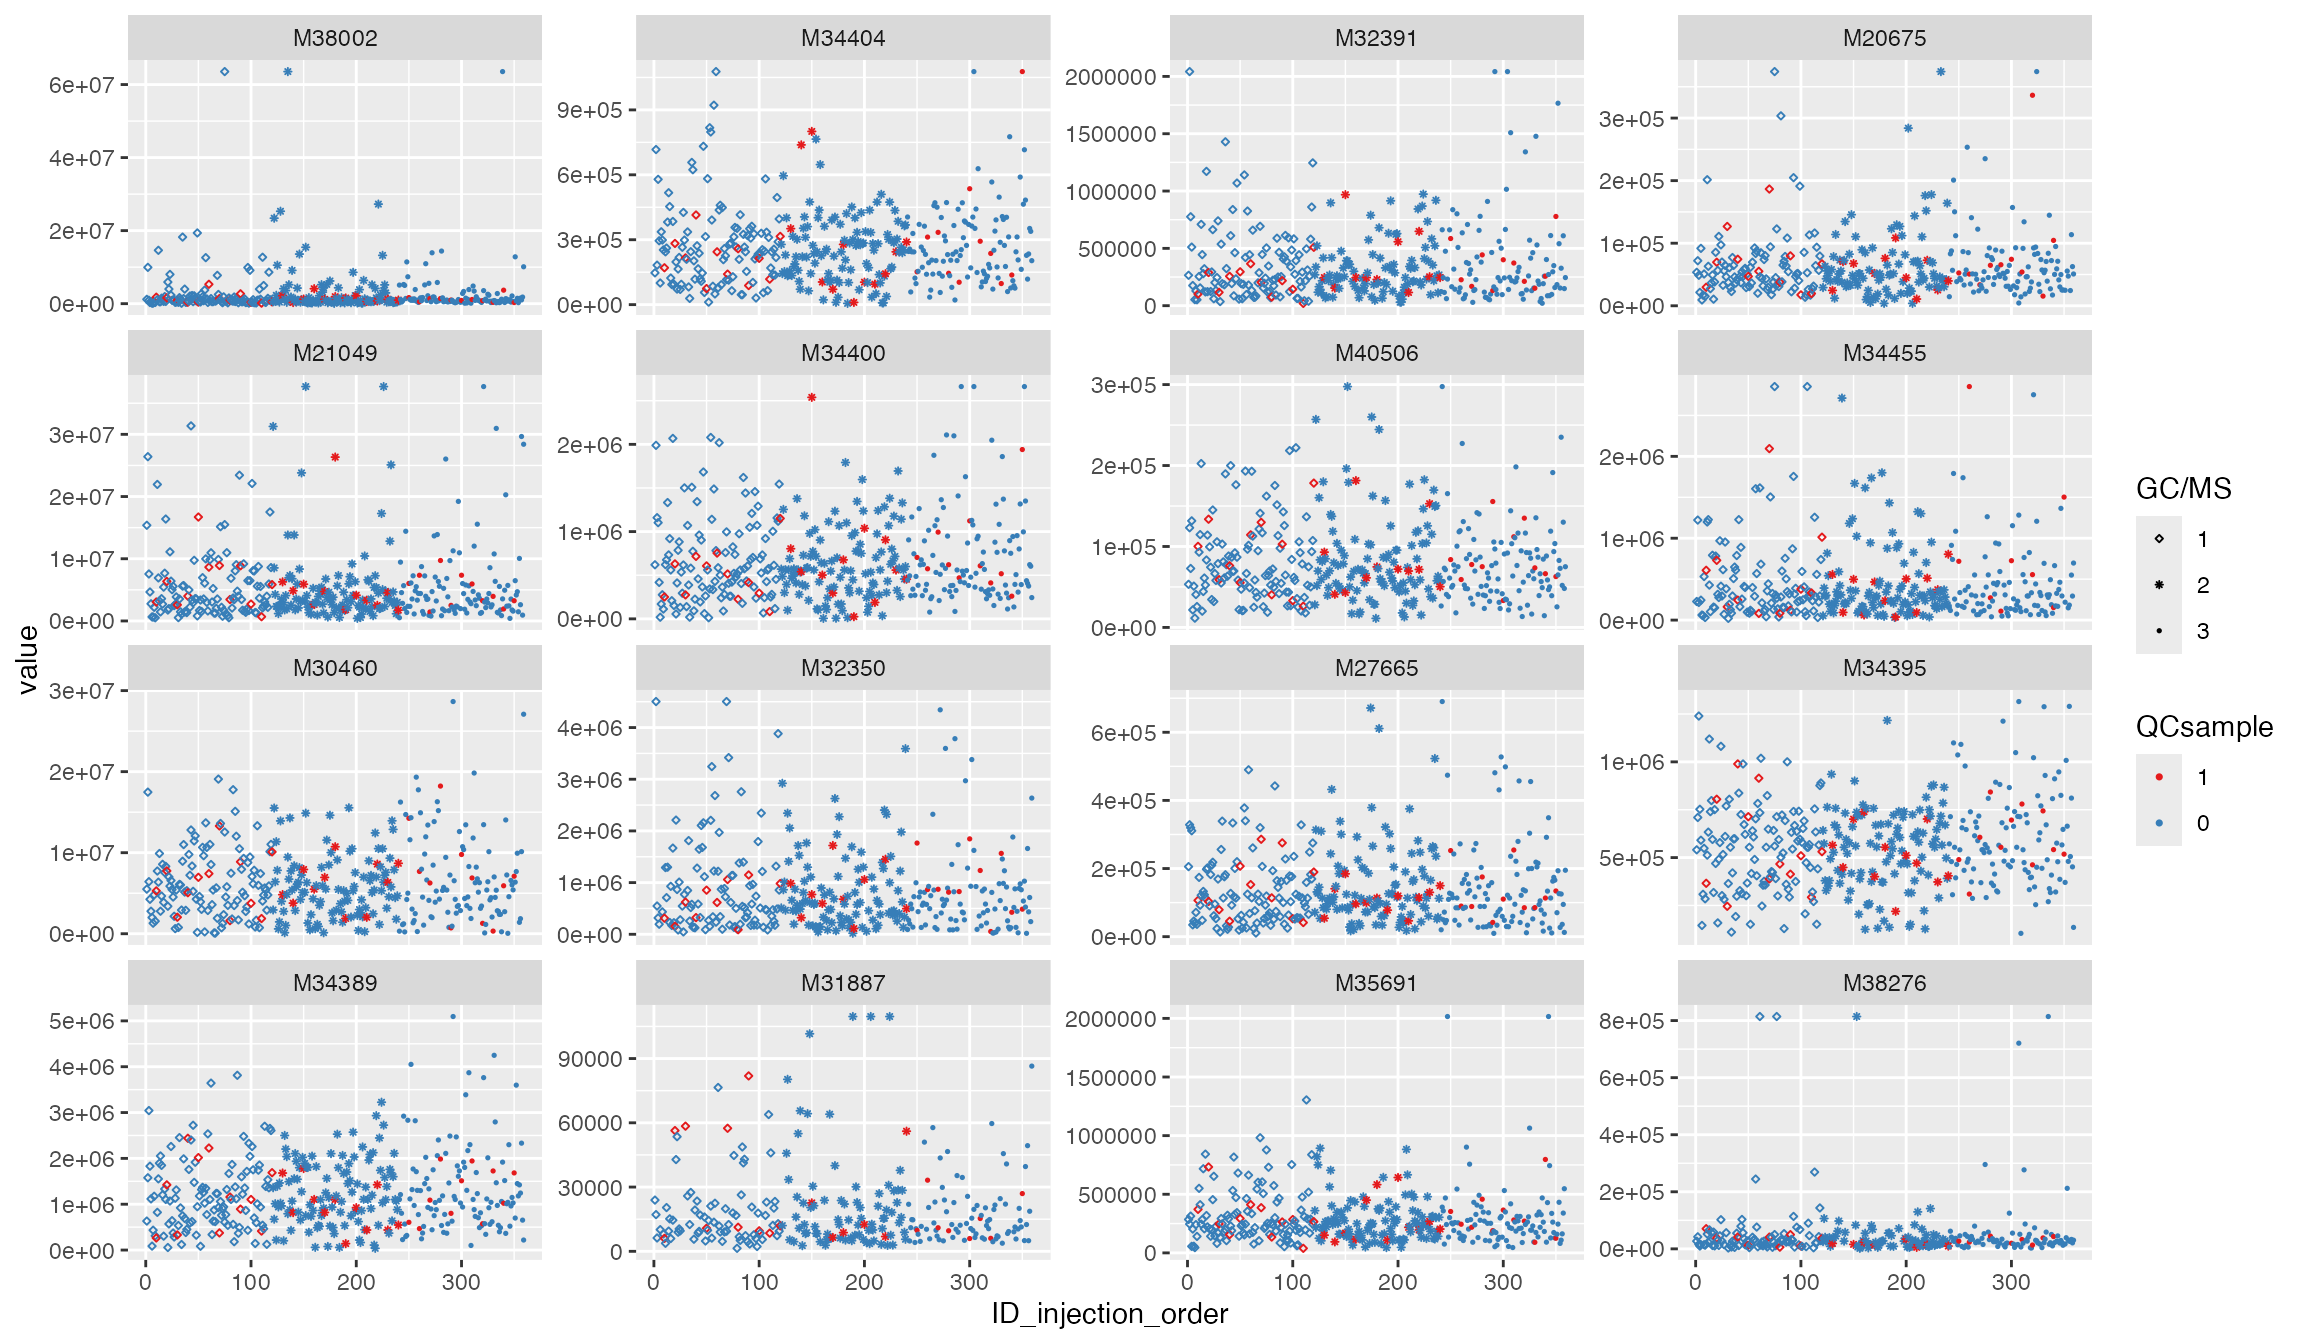 M38002 M34404 M32391 M20675
6e+07
4e+07
2e+07
0e+00
9e+05
6e+05
3e+05
0e+00
2000000
1500000
1000000
500000
0
3e+05
2e+05
1e+05
0e+00
M21049 M34400 M40506 M34455
3e+07
2e+07
1e+07
0e+00
2e+06
1e+06
0e+00
3e+05
2e+05
1e+05
0e+00
2e+06
1e+06
0e+00
M30460 M32350 M27665 M34395
3e+07
2e+07
1e+07
0e+00
4e+06
3e+06
2e+06
1e+06
0e+00
6e+05
4e+05
2e+05
0e+00
1e+06
5e+05
M34389 M31887 M35691 M38276
5e+06
4e+06
3e+06
2e+06
1e+06
0e+00
90000
60000
30000
0
2000000
1500000
1000000
500000
0
8e+05
6e+05
4e+05
2e+05
0e+00
0 100 200 300 0 100 200 300 0 100 200 300 0 100 200 300
ID_injection_order
value
GC/MS
1
2
3
QCsample
1
0